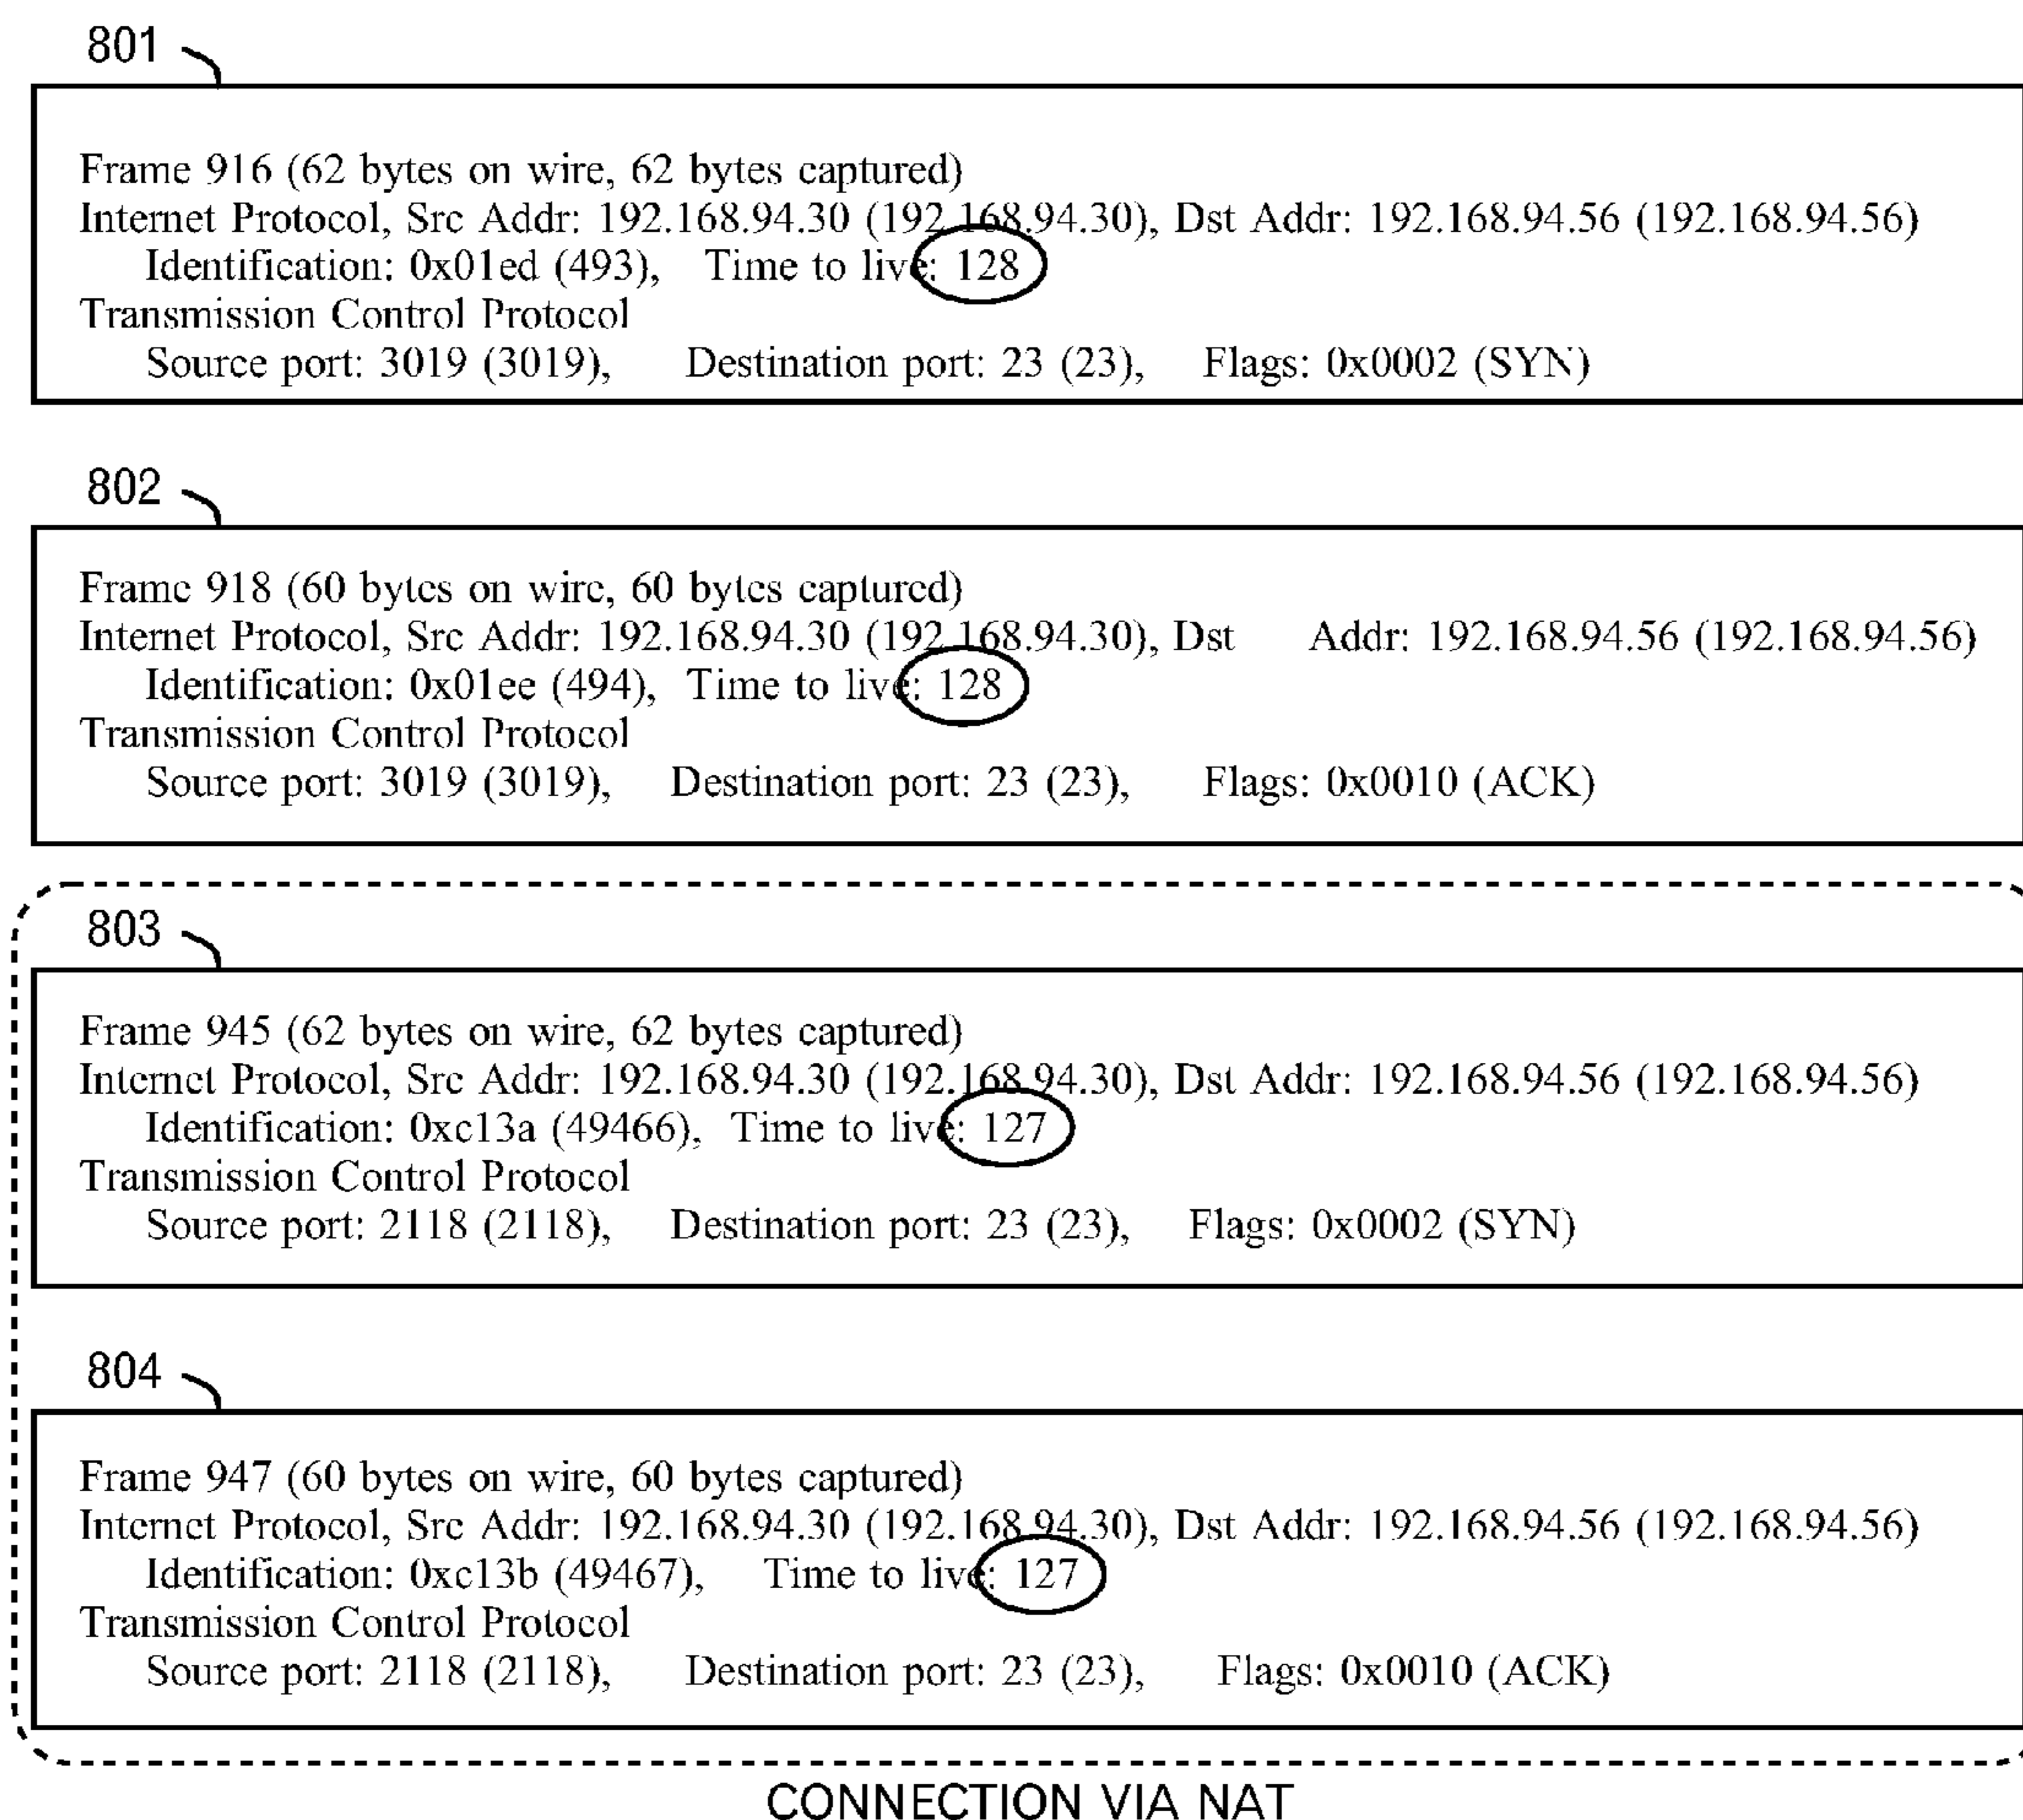 801
Frame 916 (62 bytes on wire, 62 bytes captured)
Internet Protocol, Src Addr: 192.168.94.30 (192.168.94.30), Dst Addr: 192.168.94.56 (192.168.94.56)
Identification: 0x01ed (493), Time to live: 128
Transmission Control Protocol
Source port: 3019 (3019), Destination port: 23 (23), Flags: 0x0002 (SYN)
802
Frame 918 (60 bytes on wire, 60 bytes captured)
Internet Protocol, Src Addr: 192.168.94.30 (192.168.94.30), Dst Addr: 192.168.94.56 (192.168.94.56)
Identification: 0x01ee (494), Time to live: 128
Transmission Control Protocol
Source port: 3019 (3019), Destination port: 23 (23), Flags: 0x0010 (ACK)
803
Frame 945 (62 bytes on wire, 62 bytes captured)
Internet Protocol, Src Addr: 192.168.94.30 (192.168.94.30), Dst Addr: 192.168.94.56 (192.168.94.56)
Identification: 0xc13a (49466), Time to live: 127
Transmission Control Protocol
Source port: 2118 (2118), Destination port: 23 (23), Flags: 0x0002 (SYN)
804
Frame 947 (60 bytes on wire, 60 bytes captured)
Internet Protocol, Src Addr: 192.168.94.30 (192.168.94.30), Dst Addr: 192.168.94.56 (192.168.94.56)
Identification: 0xc13b (49467), Time to live: 127
Transmission Control Protocol
Source port: 2118 (2118), Destination port: 23 (23), Flags: 0x0010 (ACK)
CONNECTION VIA NAT